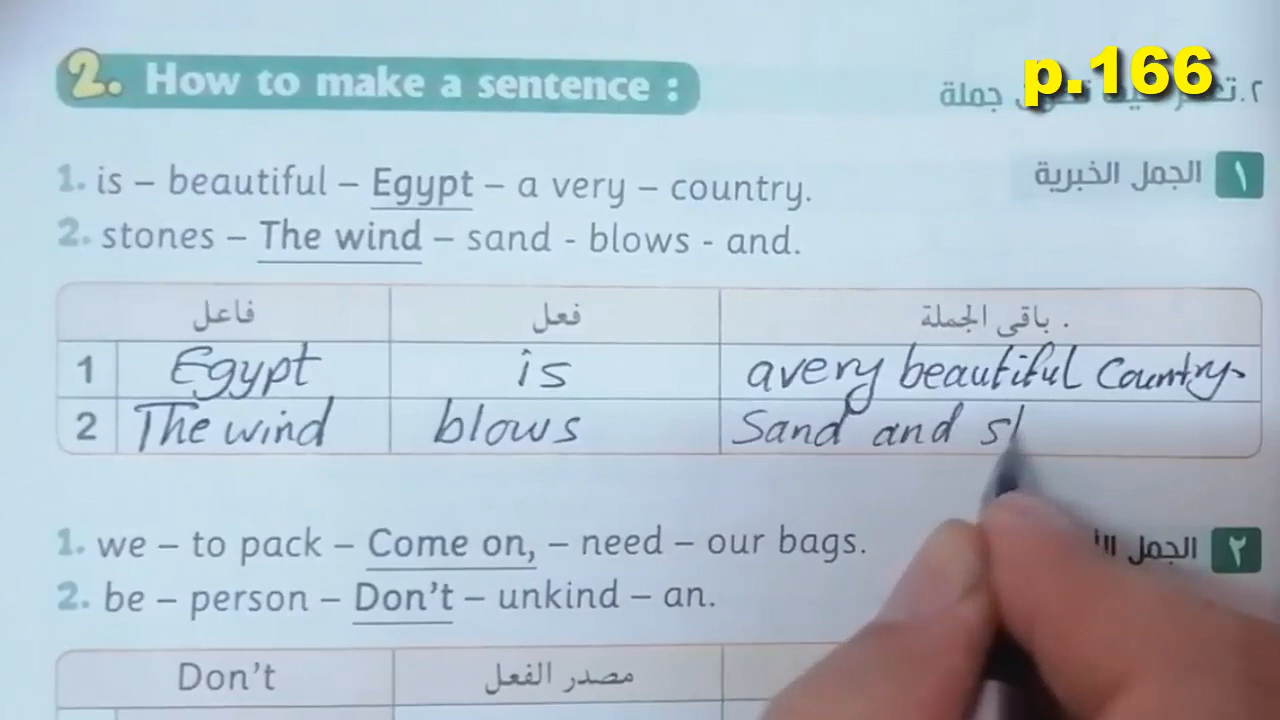 p.166
2. How to make a sentence :
٢. جملة
١ الجمل الخبرية
1. is – beautiful – Egypt – a very – country.
2. stones – The wind – sand - blows - and.
فاعل فعل باقى الجملة .
1 Egypt is a very beautiful Country.
2 The wind blows Sand and
٢ الجمل
1. we – to pack – Come on, – need – our bags.
2. be – person – Don't – unkind – an.
Don't مصدر الفعل